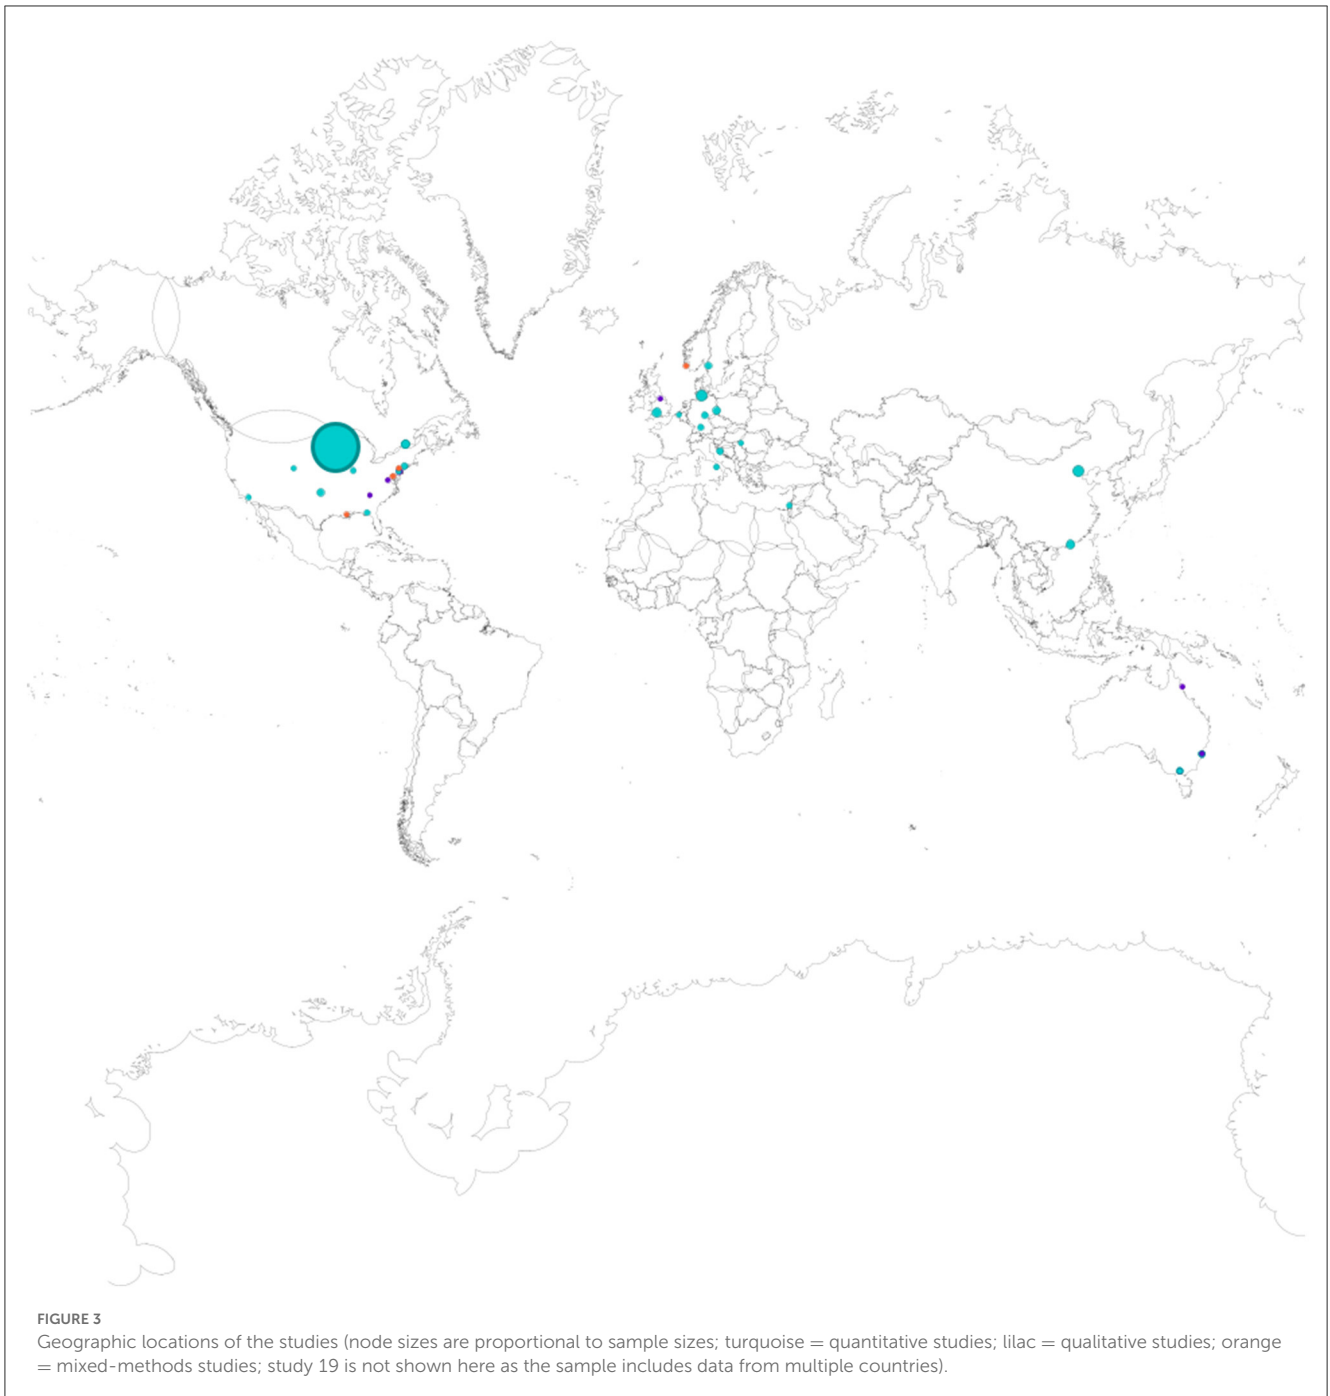 FIGURE 3
Geographic locations of the studies (node sizes are proportional to sample sizes; turquoise = quantitative studies; lilac = qualitative studies; orange
= mixed-methods studies; study 19 is not shown here as the sample includes data from multiple countries).